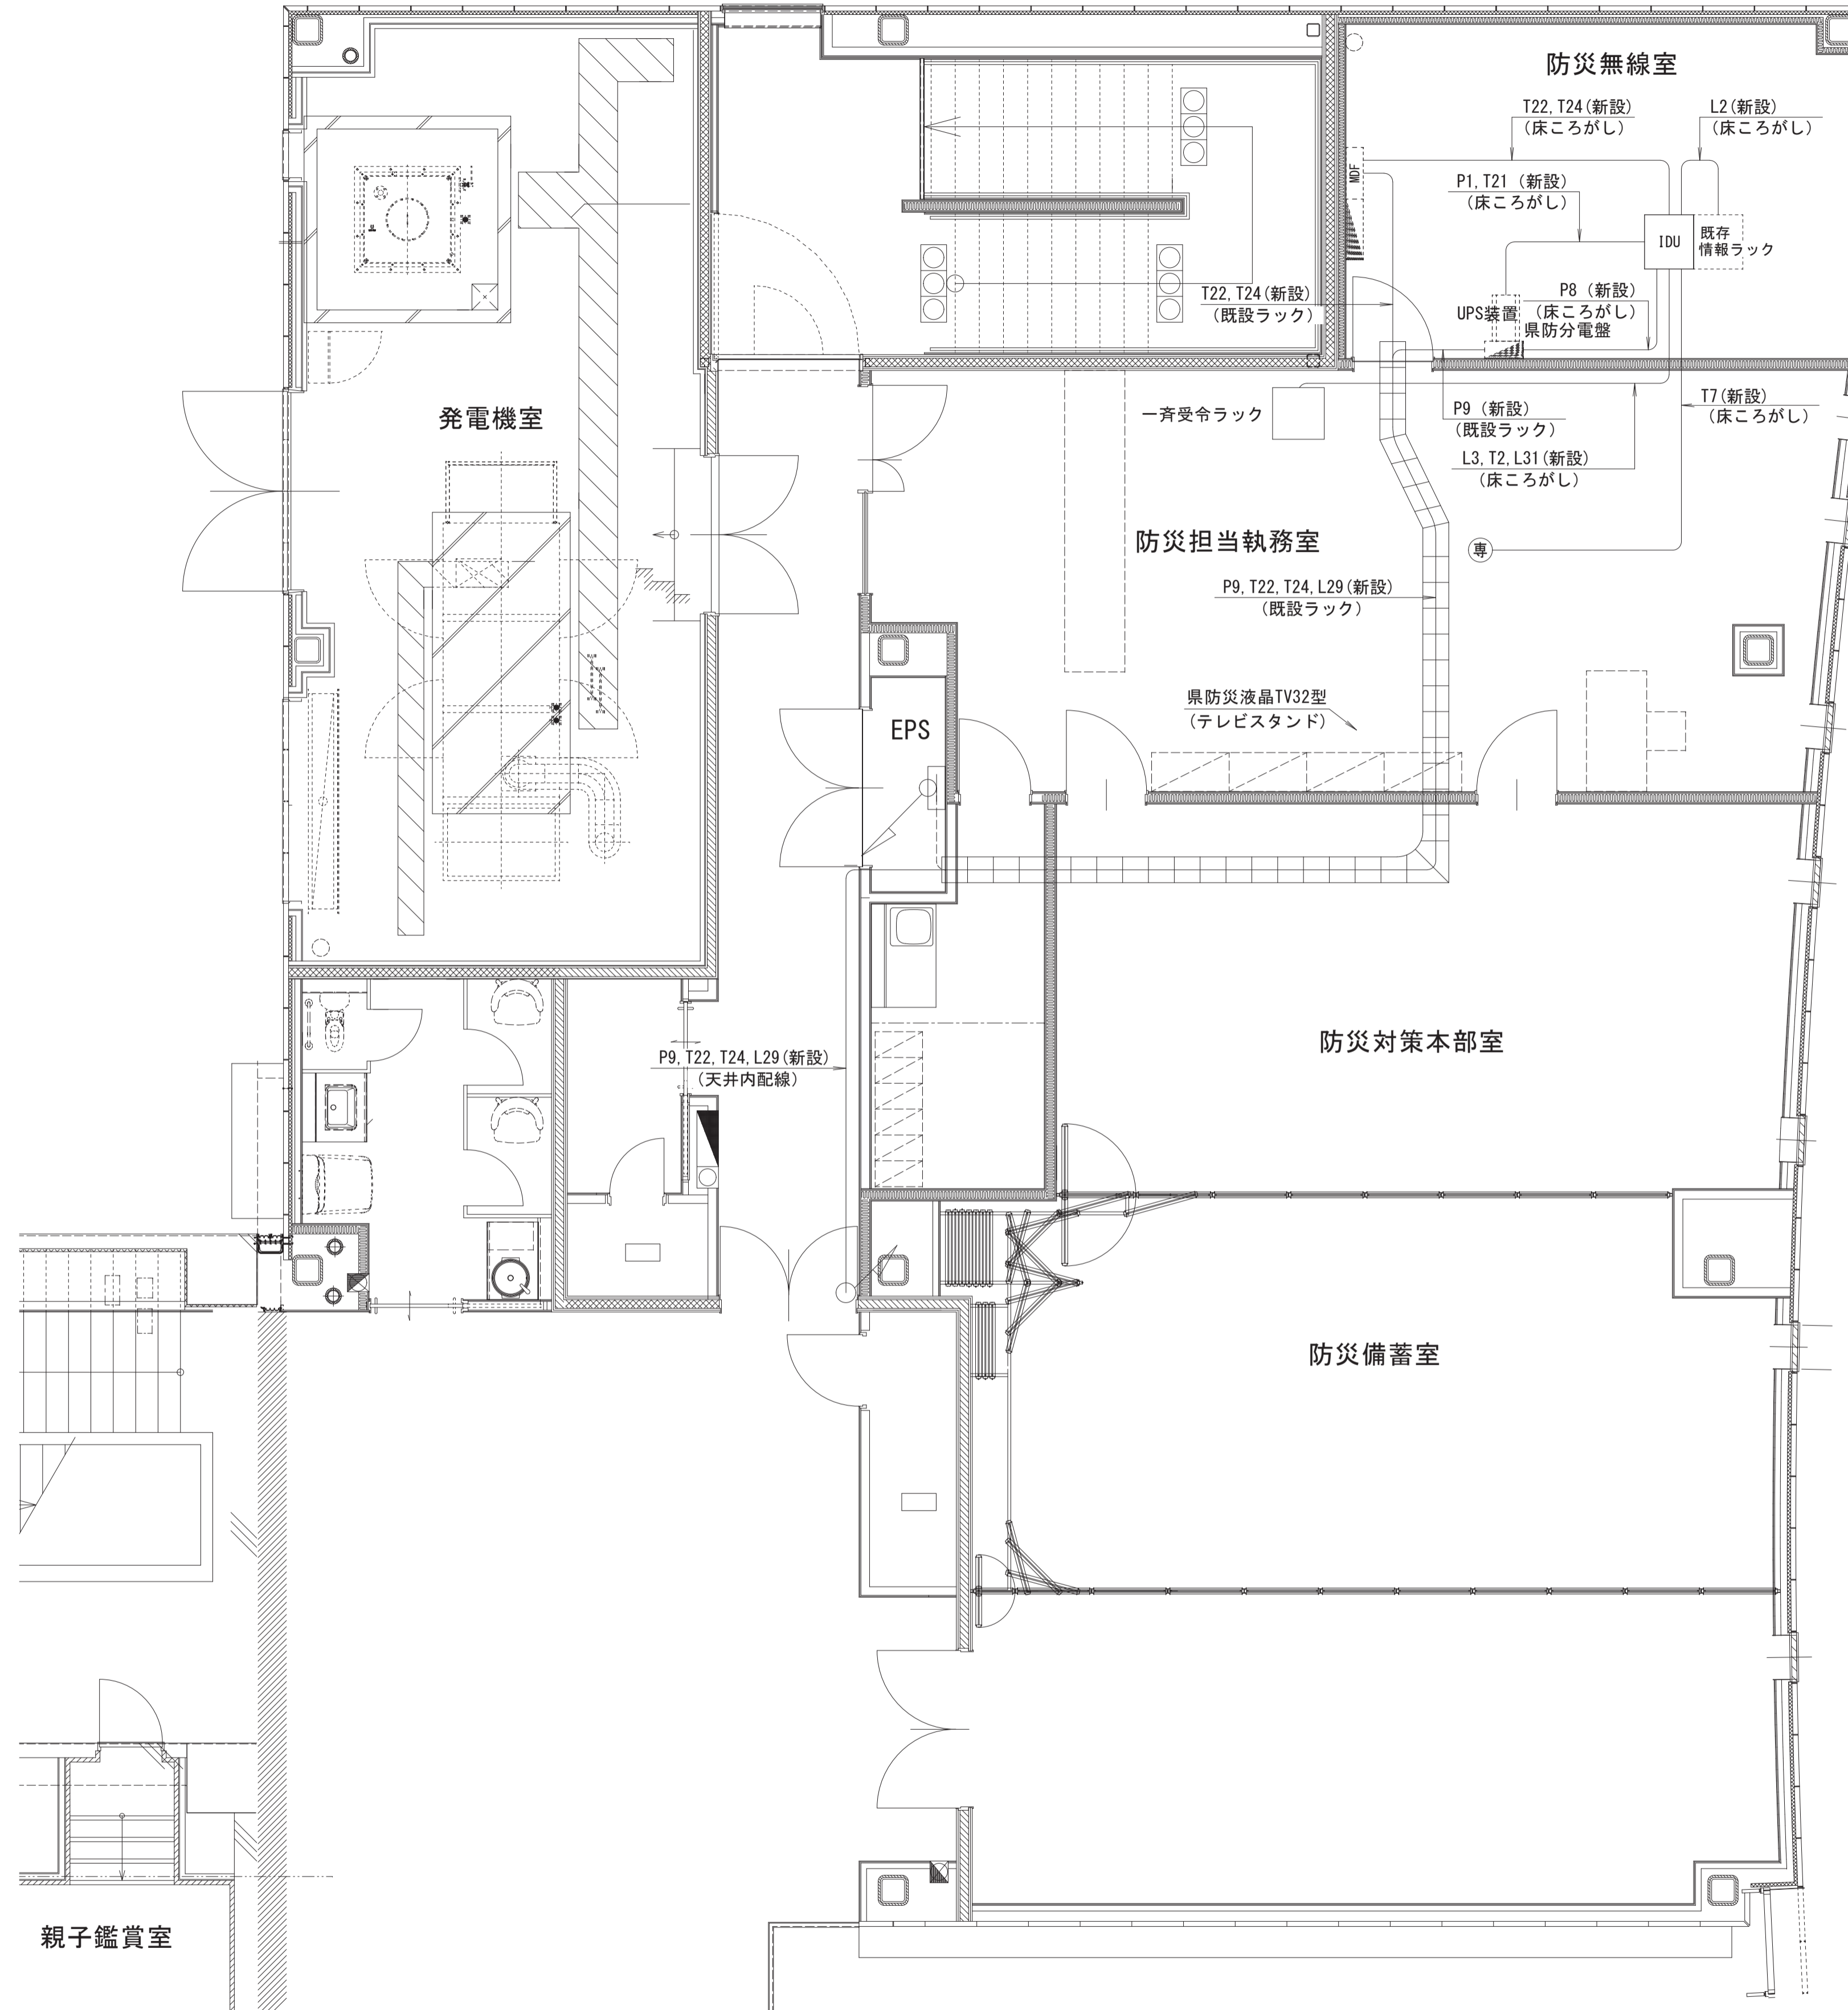 防災無線室
T22, T24(新設)
(床ころがし)
L2(新設)
(床ころがし)
MDF
P1, T21 (新設)
(床ころがし)
IDU
既存
情報ラック
T22, T24(新設)
(既設ラック)
UPS装置
P8 (新設)
(床ころがし)
県防分電盤
発電機室
一斉受令ラック
P9 (新設)
(既設ラック)
T7(新設)
(床ころがし)
L3, T2, L31(新設)
(床ころがし)
防災担当執務室
専
P9, T22, T24, L29(新設)
(既設ラック)
県防災液晶TV32型
(テレビスタンド)
EPS
防災対策本部室
P9, T22, T24, L29(新設)
(天井内配線)
防災備蓄室
親子鑑賞室